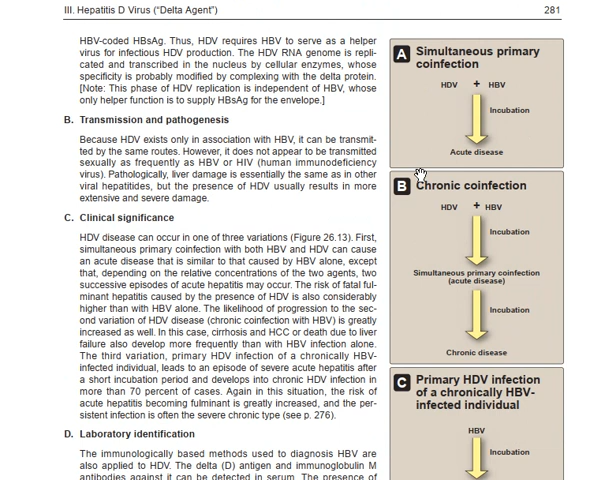 III. Hepatitis D Virus (“Delta Agent”) 281
HBV-coded HBsAg. Thus, HDV requires HBV to serve as a helper
virus for infectious HDV production. The HDV RNA genome is repli-
cated and transcribed in the nucleus by cellular enzymes, whose
specificity is probably modified by complexing with the delta protein.
[Note: This phase of HDV replication is independent of HBV, whose
only helper function is to supply HBsAg for the envelope.]
B. Transmission and pathogenesis
Because HDV exists only in association with HBV, it can be transmit-
ted by the same routes. However, it does not appear to be transmitted
sexually as frequently as HBV or HIV (human immunodeficiency
virus). Pathologically, liver damage is essentially the same as in other
viral hepatitides, but the presence of HDV usually results in more
extensive and severe damage.
C. Clinical significance
HDV disease can occur in one of three variations (Figure 26.13). First,
simultaneous primary coinfection with both HBV and HDV can cause
an acute disease that is similar to that caused by HBV alone, except
that, depending on the relative concentrations of the two agents, two
successive episodes of acute hepatitis may occur. The risk of fatal ful-
minant hepatitis caused by the presence of HDV is also considerably
higher than with HBV alone. The likelihood of progression to the sec-
ond variation of HDV disease (chronic coinfection with HBV) is greatly
increased as well. In this case, cirrhosis and HCC or death due to liver
failure also develop more frequently than with HBV infection alone.
The third variation, primary HDV infection of a chronically HBV-
infected individual, leads to an episode of severe acute hepatitis after
a short incubation period and develops into chronic HDV infection in
more than 70 percent of cases. Again in this situation, the risk of
acute hepatitis becoming fulminant is greatly increased, and the per-
sistent infection is often the severe chronic type (see p. 276).
D. Laboratory identification
The immunologically based methods used to diagnosis HBV are
also applied to HDV. The delta (D) antigen and immunoglobulin M
antibodies against it can be detected in serum. The presence of
A Simultaneous primary
coinfection
HDV + HBV
Incubation
Acute disease
B Chronic coinfection
HDV + HBV
Incubation
Simultaneous primary coinfection
(acute disease)
Incubation
Chronic disease
C Primary HDV infection
of a chronically HBV-
infected individual
HBV
Incubation